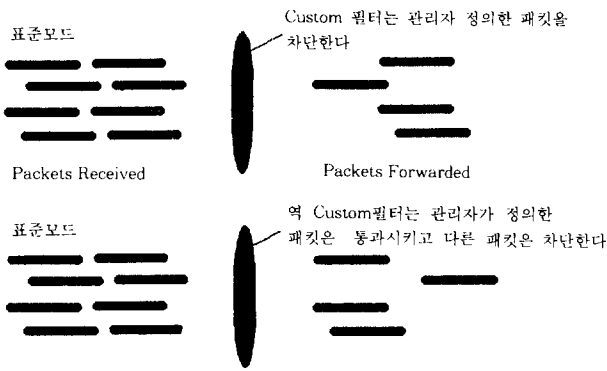 표준모드
Custom 필터는 관리자 정의한 패킷을
차단한다
Packets Received
Packets Forwarded
표준모드
역 Custom필터는 관리자가 정의한
패킷은 통과시키고 다른 패킷은 차단한다